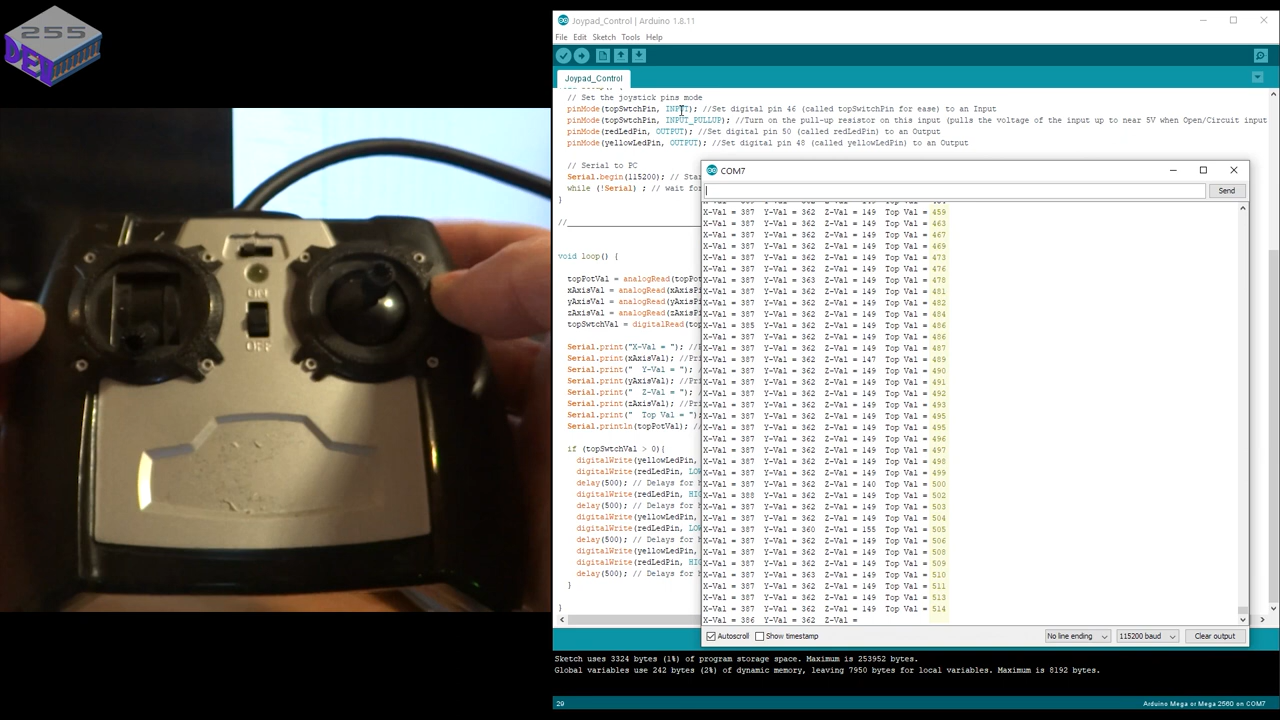 255
DEV
ON
OFF
Joypad_Control | Arduino 1.8.11
File Edit Sketch Tools Help
Joypad_Control
// Set the joystick pins mode
pinMode(topSwtchPin, INPUT); //Set digital pin 46 (called topSwitchPin for ease) to an Input
pinMode(topSwtchPin, INPUT_PULLUP); //Turn on the pull-up resistor on this input (pulls the voltage of the input up to near 5V when Open/Circuit input
pinMode(redLedPin, OUTPUT); //Set digital pin 50 (called redLedPin) to an Output
pinMode(yellowLedPin, OUTPUT); //Set digital pin 48 (called yellowLedPin) to an Output
// Serial to PC
Serial.begin(115200); // Sta
while (!Serial) ; // wait for
}
//
void loop() {
topPotVal = analogRead(topPot
xAxisVal = analogRead(xAxisPi
yAxisVal = analogRead(yAxisPi
zAxisVal = analogRead(zAxisPi
topSwtchVal = digitalRead(top
Serial.print("X-Val = "); //P
Serial.print(xAxisVal); //Pri
Serial.print("  Y-Val = ");
Serial.print(yAxisVal); //Pri
Serial.print("  Z-Val = ");
Serial.print(zAxisVal); //Pri
Serial.print("  Top Val = ");
Serial.println(topPotVal); //
if (topSwtchVal > 0){
digitalWrite(yellowLedPin,
digitalWrite(redLedPin, LOW
delay(500); // Delays for h
digitalWrite(redLedPin, HIG
delay(500); // Delays for h
digitalWrite(yellowLedPin,
digitalWrite(redLedPin, LOW
delay(500); // Delays for h
digitalWrite(yellowLedPin,
digitalWrite(redLedPin, HIG
delay(500); // Delays for h
}
}
COM7
Send
X-Val = 387 Y-Val = 362 Z-Val = 149 Top Val = 459
X-Val = 387 Y-Val = 362 Z-Val = 149 Top Val = 463
X-Val = 387 Y-Val = 362 Z-Val = 149 Top Val = 467
X-Val = 387 Y-Val = 362 Z-Val = 149 Top Val = 469
X-Val = 387 Y-Val = 362 Z-Val = 149 Top Val = 473
X-Val = 387 Y-Val = 362 Z-Val = 149 Top Val = 476
X-Val = 387 Y-Val = 363 Z-Val = 149 Top Val = 478
X-Val = 387 Y-Val = 362 Z-Val = 149 Top Val = 481
X-Val = 387 Y-Val = 362 Z-Val = 149 Top Val = 482
X-Val = 387 Y-Val = 362 Z-Val = 149 Top Val = 484
X-Val = 385 Y-Val = 362 Z-Val = 149 Top Val = 486
X-Val = 387 Y-Val = 362 Z-Val = 149 Top Val = 486
X-Val = 387 Y-Val = 362 Z-Val = 149 Top Val = 487
X-Val = 387 Y-Val = 362 Z-Val = 147 Top Val = 489
X-Val = 387 Y-Val = 362 Z-Val = 149 Top Val = 490
X-Val = 387 Y-Val = 362 Z-Val = 149 Top Val = 491
X-Val = 387 Y-Val = 362 Z-Val = 149 Top Val = 492
X-Val = 387 Y-Val = 362 Z-Val = 149 Top Val = 493
X-Val = 387 Y-Val = 362 Z-Val = 149 Top Val = 495
X-Val = 387 Y-Val = 362 Z-Val = 149 Top Val = 495
X-Val = 387 Y-Val = 362 Z-Val = 149 Top Val = 496
X-Val = 387 Y-Val = 362 Z-Val = 149 Top Val = 497
X-Val = 387 Y-Val = 362 Z-Val = 149 Top Val = 498
X-Val = 387 Y-Val = 362 Z-Val = 149 Top Val = 499
X-Val = 387 Y-Val = 362 Z-Val = 140 Top Val = 500
X-Val = 388 Y-Val = 362 Z-Val = 149 Top Val = 502
X-Val = 387 Y-Val = 362 Z-Val = 149 Top Val = 503
X-Val = 387 Y-Val = 362 Z-Val = 149 Top Val = 504
X-Val = 387 Y-Val = 360 Z-Val = 155 Top Val = 505
X-Val = 387 Y-Val = 362 Z-Val = 149 Top Val = 506
X-Val = 387 Y-Val = 362 Z-Val = 149 Top Val = 508
X-Val = 387 Y-Val = 362 Z-Val = 149 Top Val = 509
X-Val = 387 Y-Val = 363 Z-Val = 149 Top Val = 510
X-Val = 387 Y-Val = 362 Z-Val = 149 Top Val = 511
X-Val = 387 Y-Val = 362 Z-Val = 149 Top Val = 513
X-Val = 387 Y-Val = 362 Z-Val = 149 Top Val = 514
X-Val = 386 Y-Val = 362 Z-Val =
Autoscroll Show timestamp No line ending 115200 baud Clear output
Sketch uses 3324 bytes (1%) of program storage space. Maximum is 253952 bytes.
Global variables use 242 bytes (2%) of dynamic memory, leaving 7950 bytes for local variables. Maximum is 8192 bytes.
29 Arduino Mega or Mega 2560 on COM7